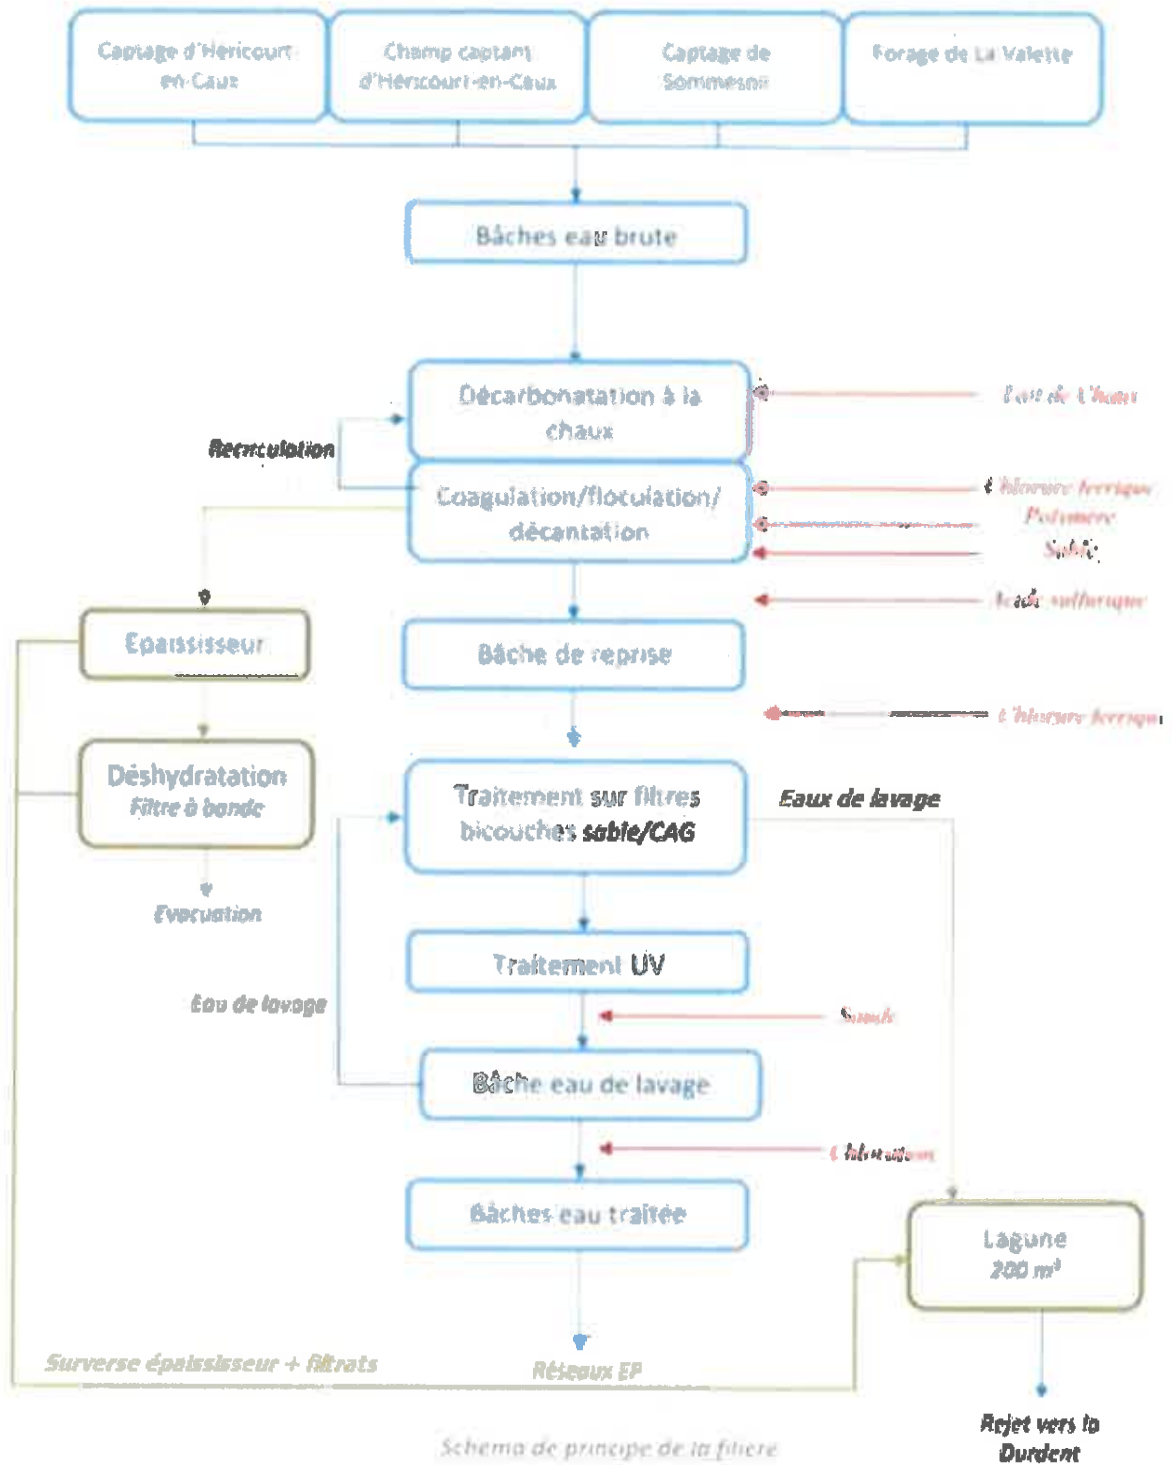 Captage d'Héricourt-
en-Caux
Champ captant
d'Héricourt-en-Caux
Captage de
Sommesnil
Forage de La Valette
Bâches eau brute
Décarbonatation à la
chaux
Lait de Chaux
Recirculation
Coagulation/floculation/
décantation
Chlorure ferrique
Polymère
Sable
Acide sulfurique
Epaississeur
Bâche de reprise
Chlorure ferrique
Déshydratation
Filtre à bande
Traitement sur filtres
bicouches sable/CAG
Eaux de lavage
Evacuation
Traitement UV
Eau de lavage
Soude
Bâche eau de lavage
Bâches eau traitée
Lagune
200 m³
Surverse épaississeur + filtrats
Réseaux EP
Rejet vers la
Durdent
Schéma de principe de la filière